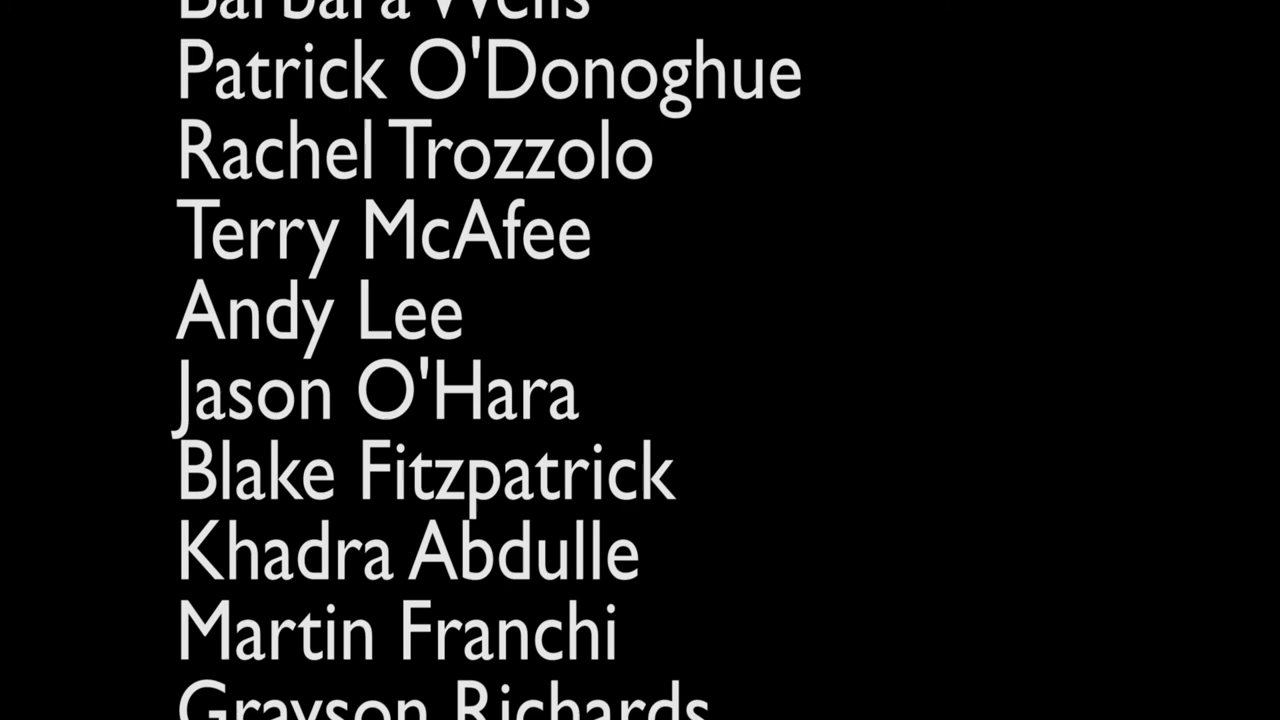 Barbara Wells
Patrick O'Donoghue
Rachel Trozzolo
Terry McAfee
Andy Lee
Jason O'Hara
Blake Fitzpatrick
Khadra Abdulle
Martin Franchi
Grayson Richards